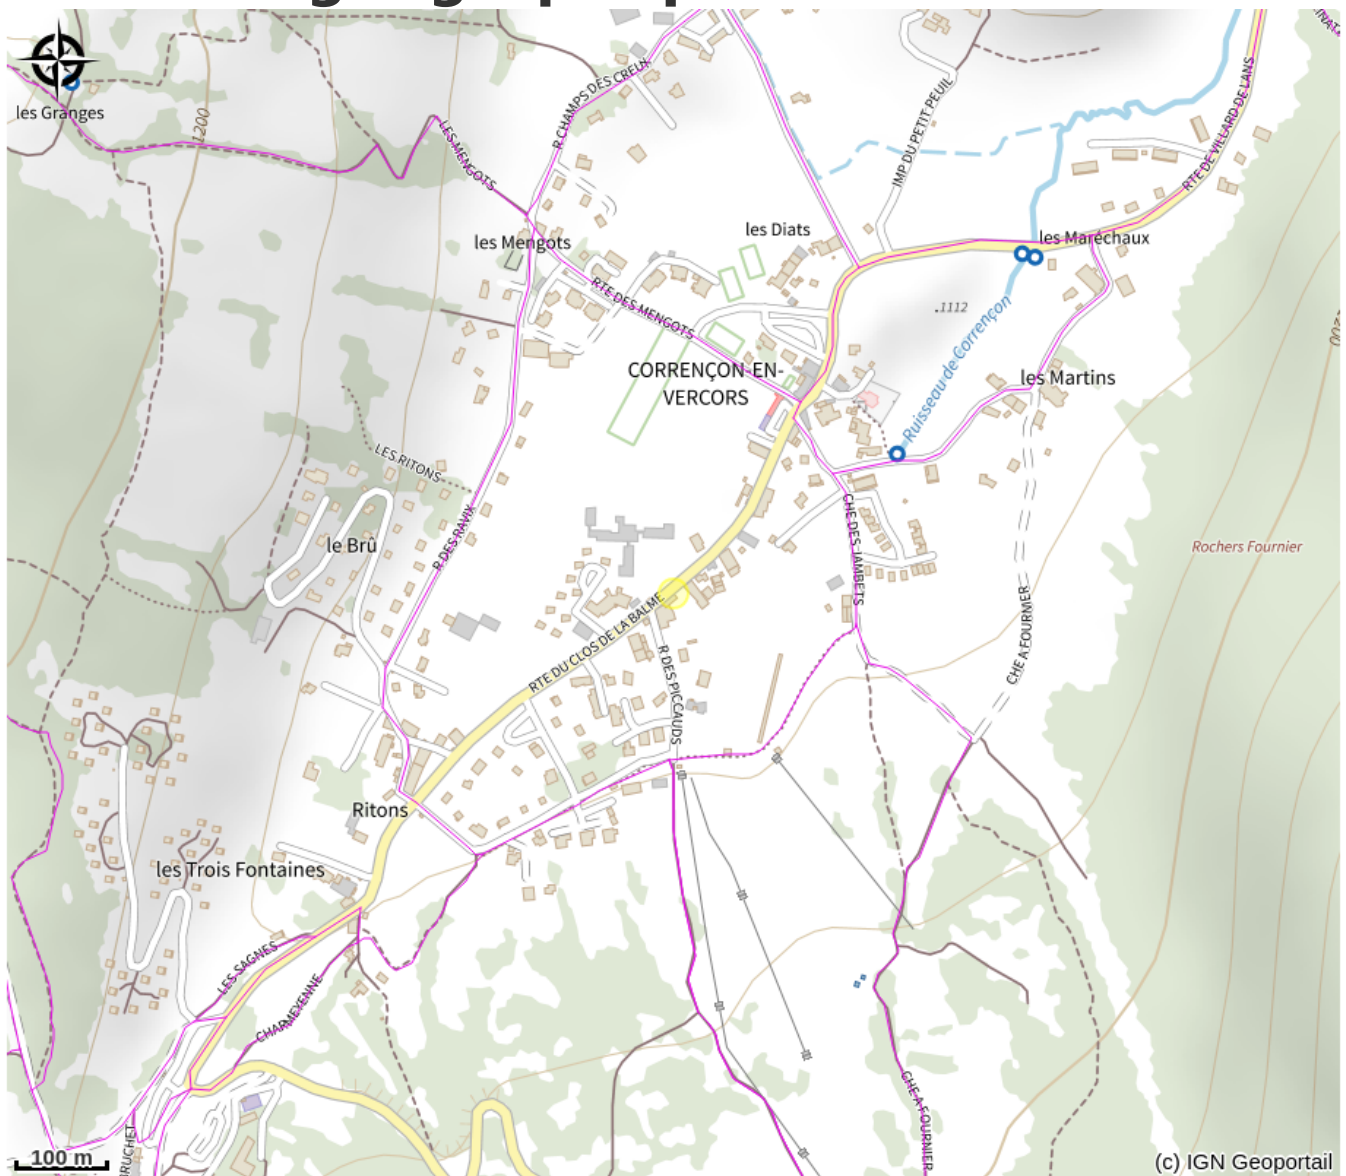 les Granges
1200
LES MENGOTS
R CHAMPS DES CREUX
IMP DU PETIT PEUIL
RTE DE VILLARD DE LANS
les Mengots
les Diats
les Maréchaux
RTE DES MENGOTS
.1112
Ruisseau de Corrençon
1200
CORRENÇON-EN-
VERCORS
les Martins
LES RITONS
R DES RAVIX
le Bru
CHE DES JAMBETS
Rochers Fournier
CHE A FOURNIER
RTE DU CLOS DE LA BALME
R DES PICCAUDS
Ritons
les Trois Fontaines
LES SAGNES
CHARMEYENNE
CHE A FOURNIER
BRUCHET
100 m
(c) IGN Geoportail